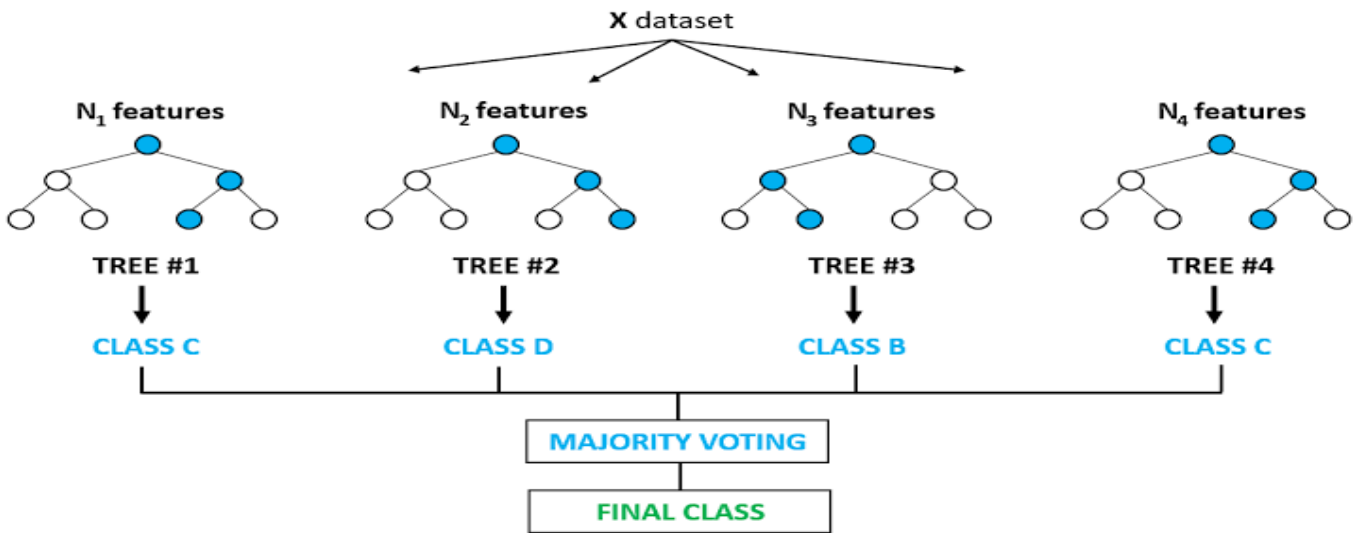 X dataset
N₁ features
N₂ features
N₃ features
N₄ features
TREE #1
TREE #2
TREE #3
TREE #4
CLASS C
CLASS D
CLASS B
CLASS C
MAJORITY VOTING
FINAL CLASS